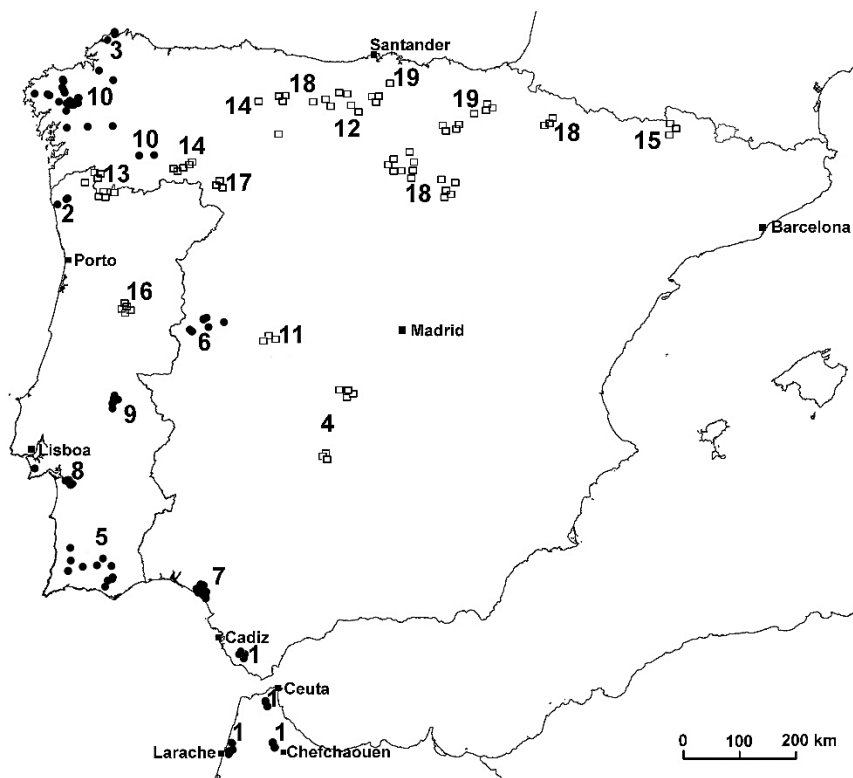 3
Santander
10
14
18
19
12
19
18
15
10
14
13
17
18
2
Barcelona
Porto
16
6
11
Madrid
9
4
Lisboa
8
5
7
Cadiz
1
Ceuta
1
1
1
Larache
Chefchaouen
0 100 200 km